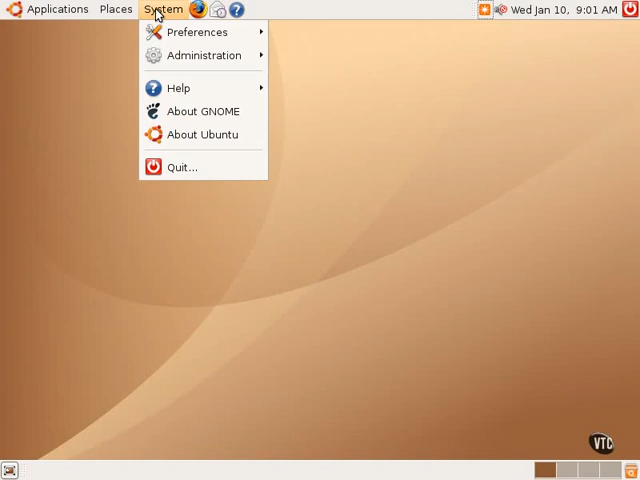 Applications Places System Wed Jan 10, 9:01 AM
Preferences
Administration
Help
About GNOME
About Ubuntu
Quit...
VTC